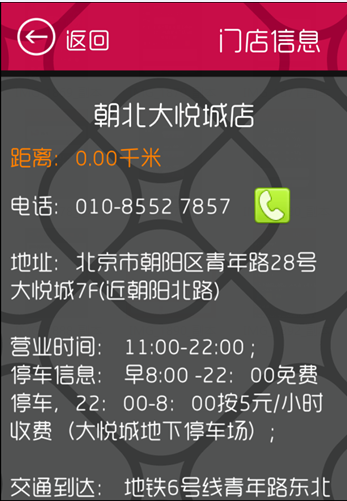 返回 门店信息
朝北大悦城店
距离：0.00千米
电话：010-8552 7857
地址：北京市朝阳区青年路28号
大悦城7F(近朝阳北路)
营业时间： 11:00-22:00 ;
停车信息： 早8:00 -22：00免费
停车，22：00-8：00按5元/小时
收费（大悦城地下停车场）;
交通到达： 地铁6号线青年路东北